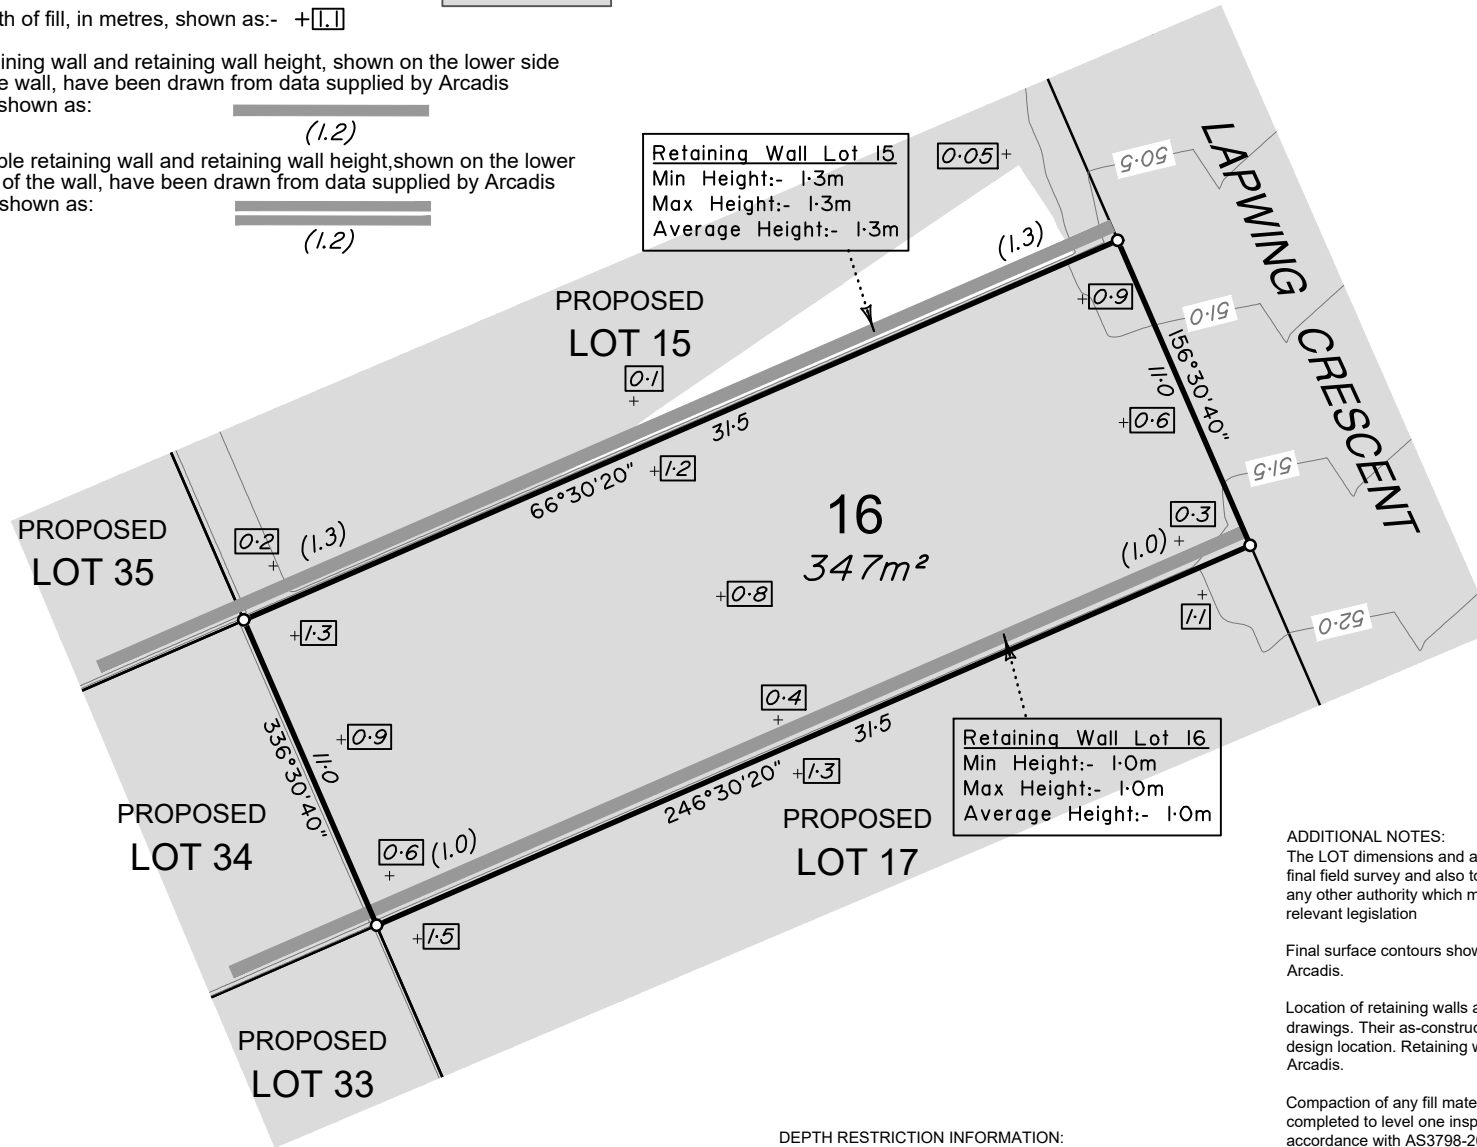 th of fill, in metres, shown as:- +1.1
ining wall and retaining wall height, shown on the lower side
e wall, have been drawn from data supplied by Arcadis
shown as:
(1.2)
ble retaining wall and retaining wall height,shown on the lower
of the wall, have been drawn from data supplied by Arcadis
shown as:
(1.2)
Retaining Wall Lot 15
Min Height:- 1·3m
Max Height:- 1·3m
Average Height:- 1·3m
0·05
50·5
LAPWING
CRESCENT
(1.3)
0·9
51·0
156°30'40"
11·0
0·6
51·5
PROPOSED
LOT 15
0·1
31·5
66°30'20"
1·2
16
347m²
0·3
(1.0)
1·1
52·0
PROPOSED
LOT 35
0·2
(1.3)
1·3
0·8
0·4
31·5
246°30'20"
1·3
Retaining Wall Lot 16
Min Height:- 1·0m
Max Height:- 1·0m
Average Height:- 1·0m
336°30'40"
11·0
0·9
PROPOSED
LOT 34
PROPOSED
LOT 17
0·6
(1.0)
1·5
PROPOSED
LOT 33
ADDITIONAL NOTES:
The LOT dimensions and a
final field survey and also to
any other authority which m
relevant legislation
Final surface contours show
Arcadis.
Location of retaining walls a
drawings. Their as-construc
design location. Retaining w
Arcadis.
Compaction of any fill mate
completed to level one insp
accordance with AS3798-20
DEPTH RESTRICTION INFORMATION: